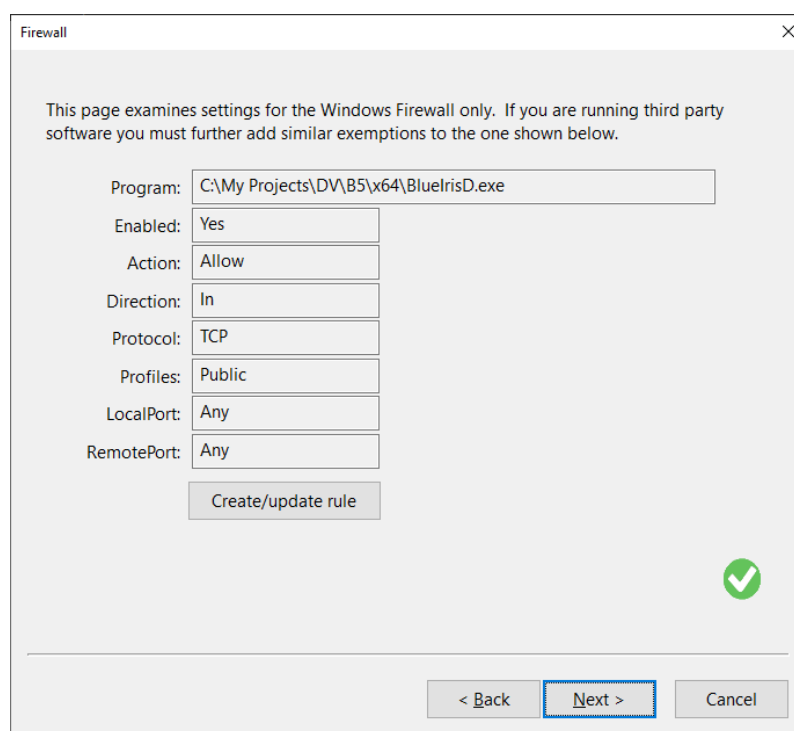 Firewall
This page examines settings for the Windows Firewall only. If you are running third party
software you must further add similar exemptions to the one shown below.
Program: C:\My Projects\DV\B5\x64\BlueIrisD.exe
Enabled: Yes
Action: Allow
Direction: In
Protocol: TCP
Profiles: Public
LocalPort: Any
RemotePort: Any
Create/update rule
< Back Next > Cancel